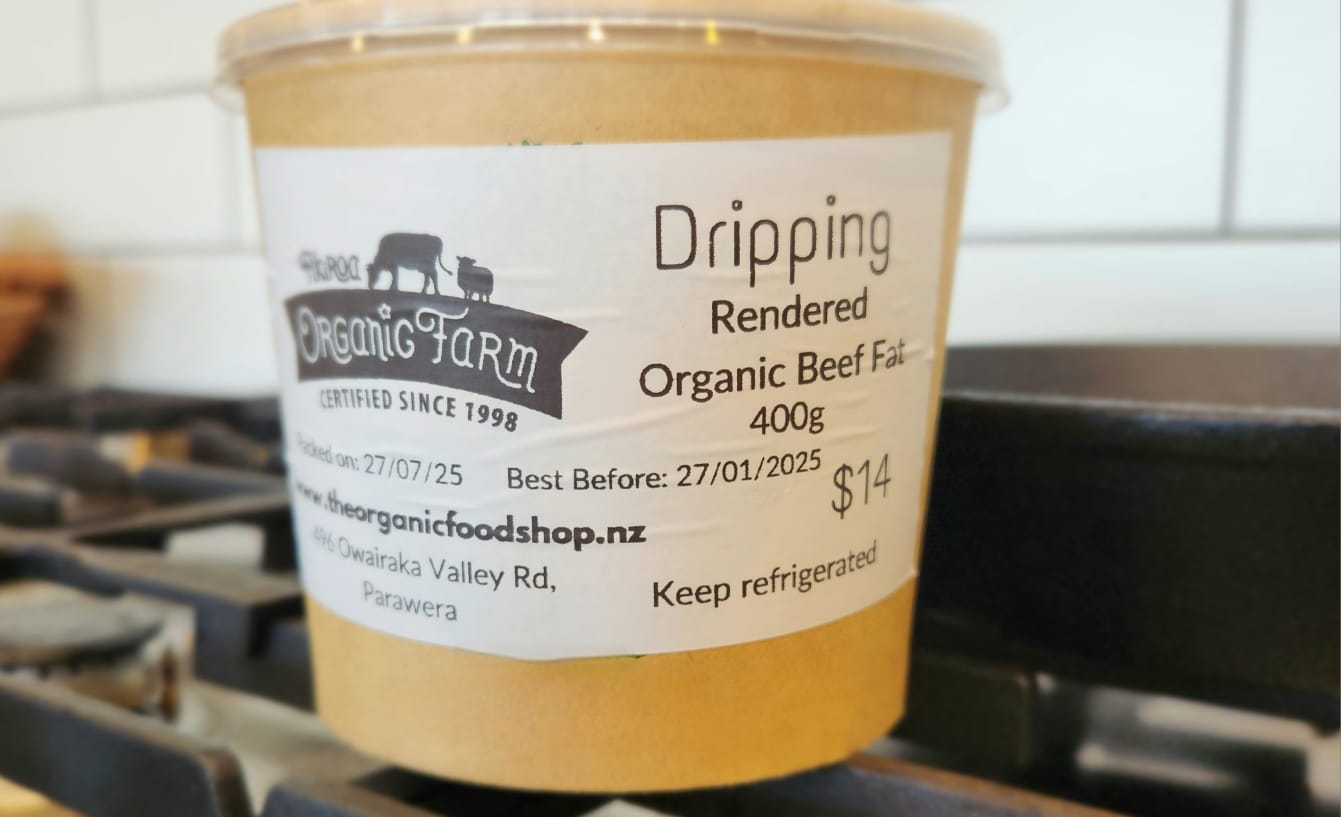 Dripping
Rendered
Organic Beef Fat
400g
ORGANIC FARM
CERTIFIED SINCE 1998
Packed on: 27/07/25 Best Before: 27/01/2025
$14
www.theorganicfoodshop.nz
496 Owairaka Valley Rd,
Parawera
Keep refrigerated